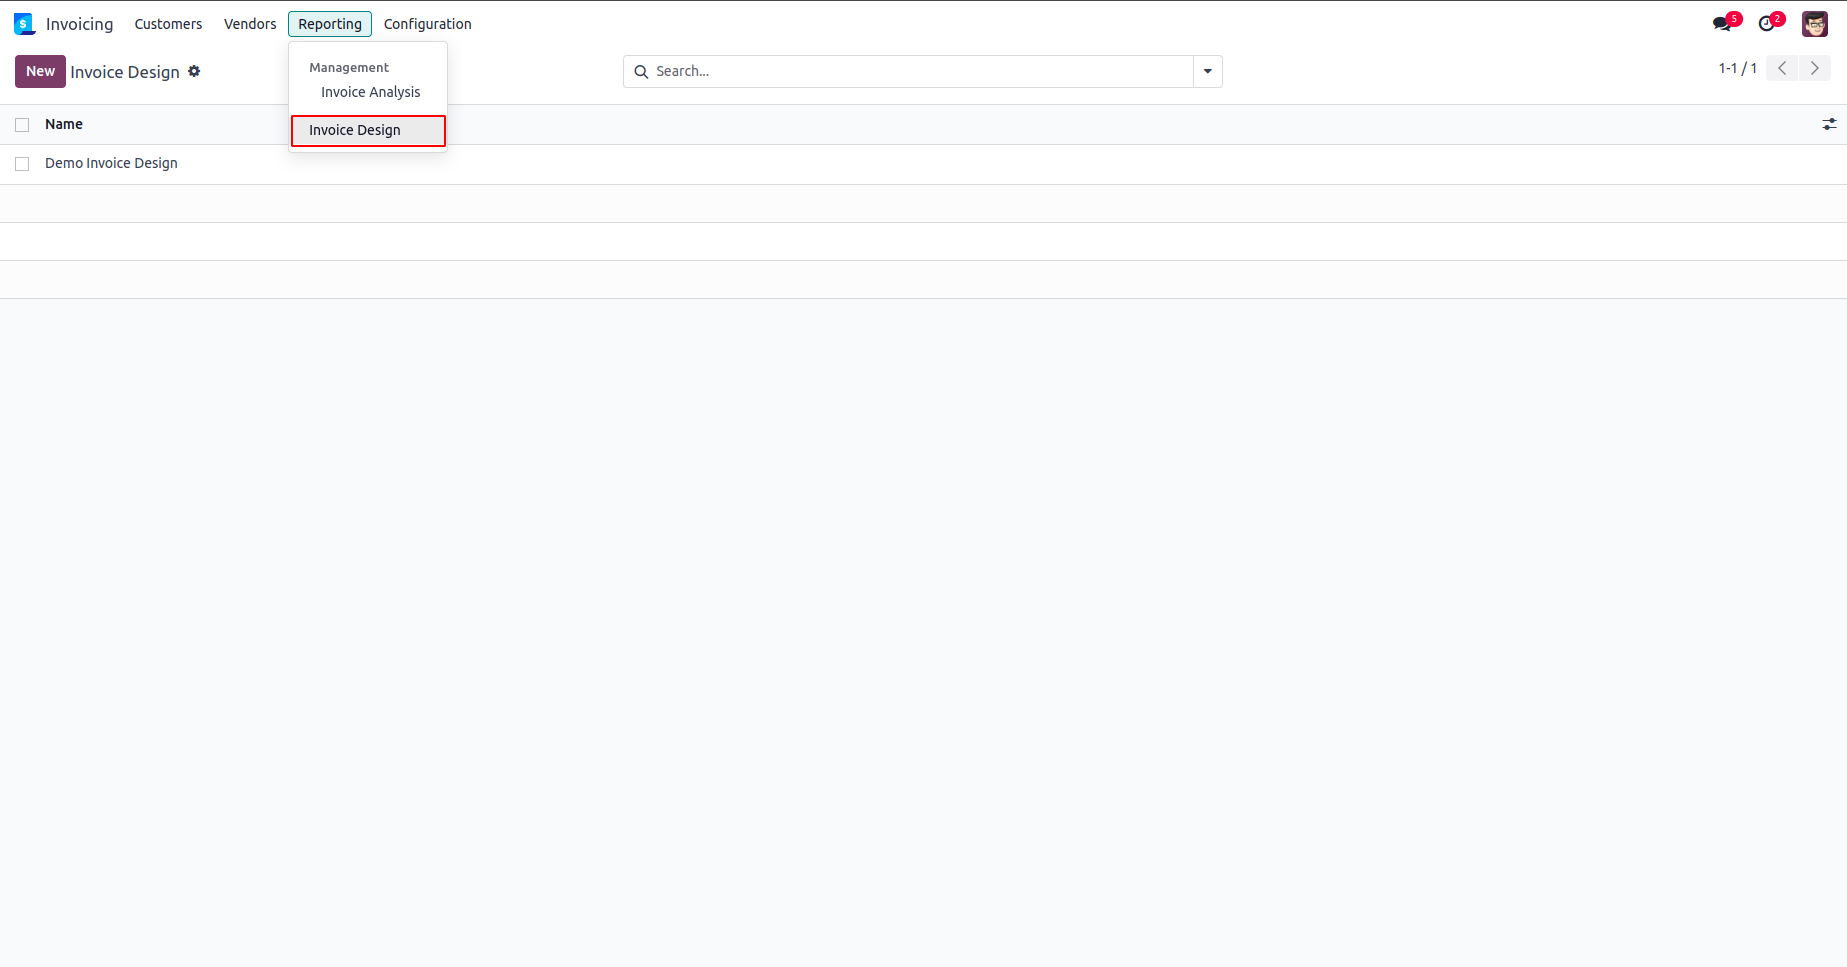 Invoicing Customers Vendors Reporting Configuration 5 2
New Invoice Design Search... 1-1 / 1
Management
Invoice Analysis
Invoice Design
Name
Demo Invoice Design